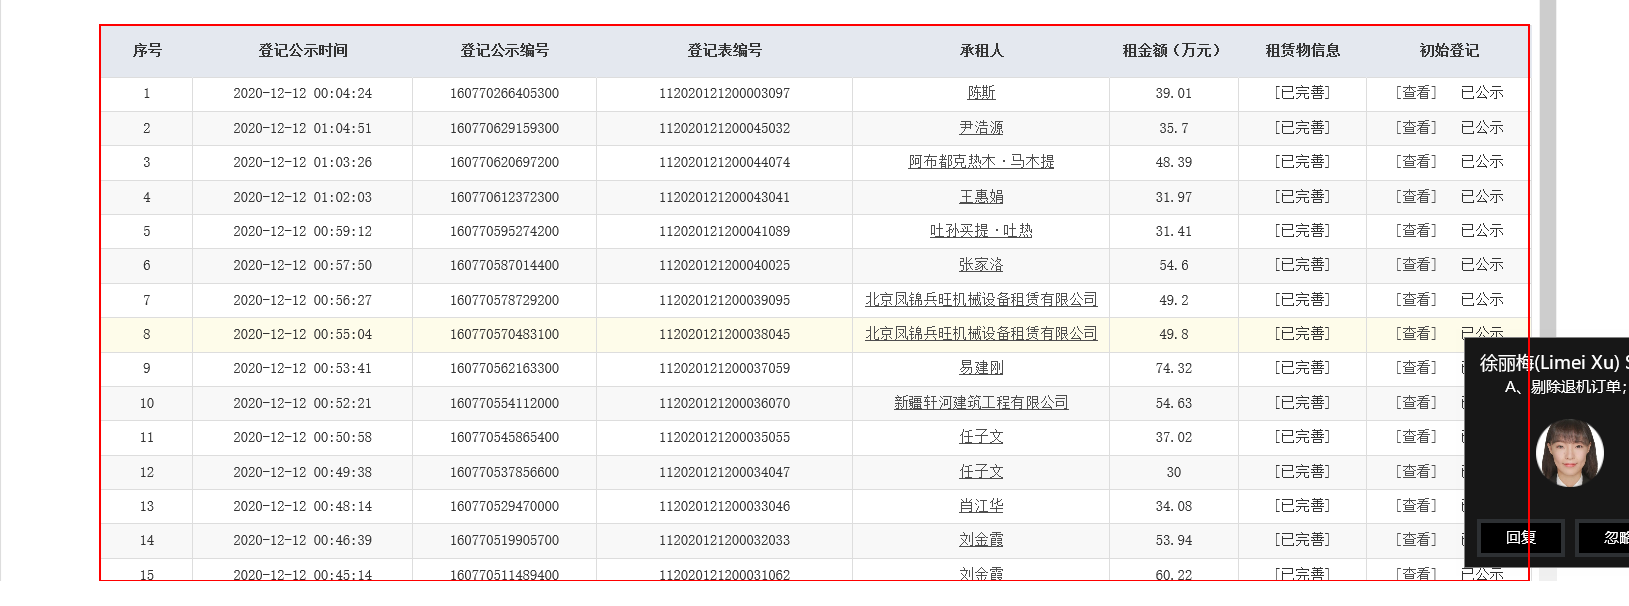 序号 登记公示时间 登记公示编号 登记表编号 承租人 租金额（万元） 租赁物信息 初始登记
1 2020-12-12 00:04:24 160770266405300 112020121200003097 陈斯 39.01 [已完善] [查看] 已公示
2 2020-12-12 01:04:51 160770629159300 112020121200045032 尹浩源 35.7 [已完善] [查看] 已公示
3 2020-12-12 01:03:26 160770620697200 112020121200044074 阿布都克热木·马木提 48.39 [已完善] [查看] 已公示
4 2020-12-12 01:02:03 160770612372300 112020121200043041 王惠娟 31.97 [已完善] [查看] 已公示
5 2020-12-12 00:59:12 160770595274200 112020121200041089 吐孙买提·吐热 31.41 [已完善] [查看] 已公示
6 2020-12-12 00:57:50 160770587014400 112020121200040025 张家洛 54.6 [已完善] [查看] 已公示
7 2020-12-12 00:56:27 160770578729200 112020121200039095 北京凤锦兵旺机械设备租赁有限公司 49.2 [已完善] [查看] 已公示
8 2020-12-12 00:55:04 160770570483100 112020121200038045 北京凤锦兵旺机械设备租赁有限公司 49.8 [已完善] [查看] 已公示
9 2020-12-12 00:53:41 160770562163300 112020121200037059 易建刚 74.32 [已完善] [查看]
徐丽梅(Limei Xu)
A、剔除退机订单;
10 2020-12-12 00:52:21 160770554112000 112020121200036070 新疆轩河建筑工程有限公司 54.63 [已完善] [查看]
11 2020-12-12 00:50:58 160770545865400 112020121200035055 任子文 37.02 [已完善] [查看]
12 2020-12-12 00:49:38 160770537856600 112020121200034047 任子文 30 [已完善] [查看]
13 2020-12-12 00:48:14 160770529470000 112020121200033046 肖江华 34.08 [已完善] [查看]
14 2020-12-12 00:46:39 160770519905700 112020121200032033 刘金霞 53.94 [已完善] [查看]
回复 忽略
15 2020-12-12 00:45:14 160770511489400 112020121200031062 刘金霞 60.22 [已完善] [查看] 已公示